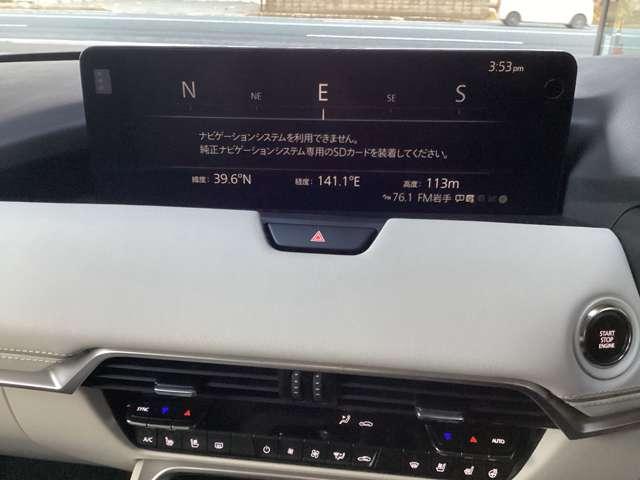 3:53pm
N NE E SE S
ナビゲーションシステムを利用できません。
純正ナビゲーションシステム専用のSDカードを装着してください。
緯度: 39.6°N 経度: 141.1°E 高度: 113m
76.1 FM岩手
START
STOP
ENGINE
SYNC
AUTO
A/C